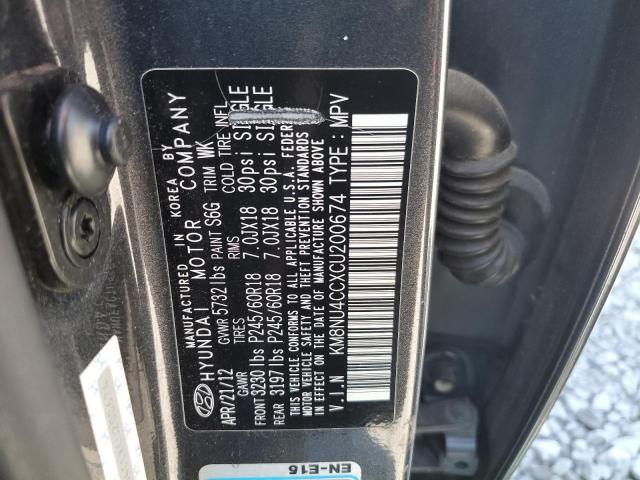 MANUFACTURED IN KOREA BY
HYUNDAI MOTOR COMPANY
APR/21/12 GVWR 5732 lbs PAINT S6G TRIM WK
GAWR TIRES RIMS COLD TIRE INFL
FRONT 3230 lbs P245/60R18 7.0JX18 30psi SINGLE
REAR 3197 lbs P245/60R18 7.0JX18 30psi SINGLE
THIS VEHICLE CONFORMS TO ALL APPLICABLE U.S.A. FEDERAL
SAFETY AND THEFT PREVENTION STANDARDS
IN EFFECT ON THE DATE OF MANUFACTURE SHOWN ABOVE
V.I.N KM8NU4CCXCU200674 TYPE : MPV
EN-E15